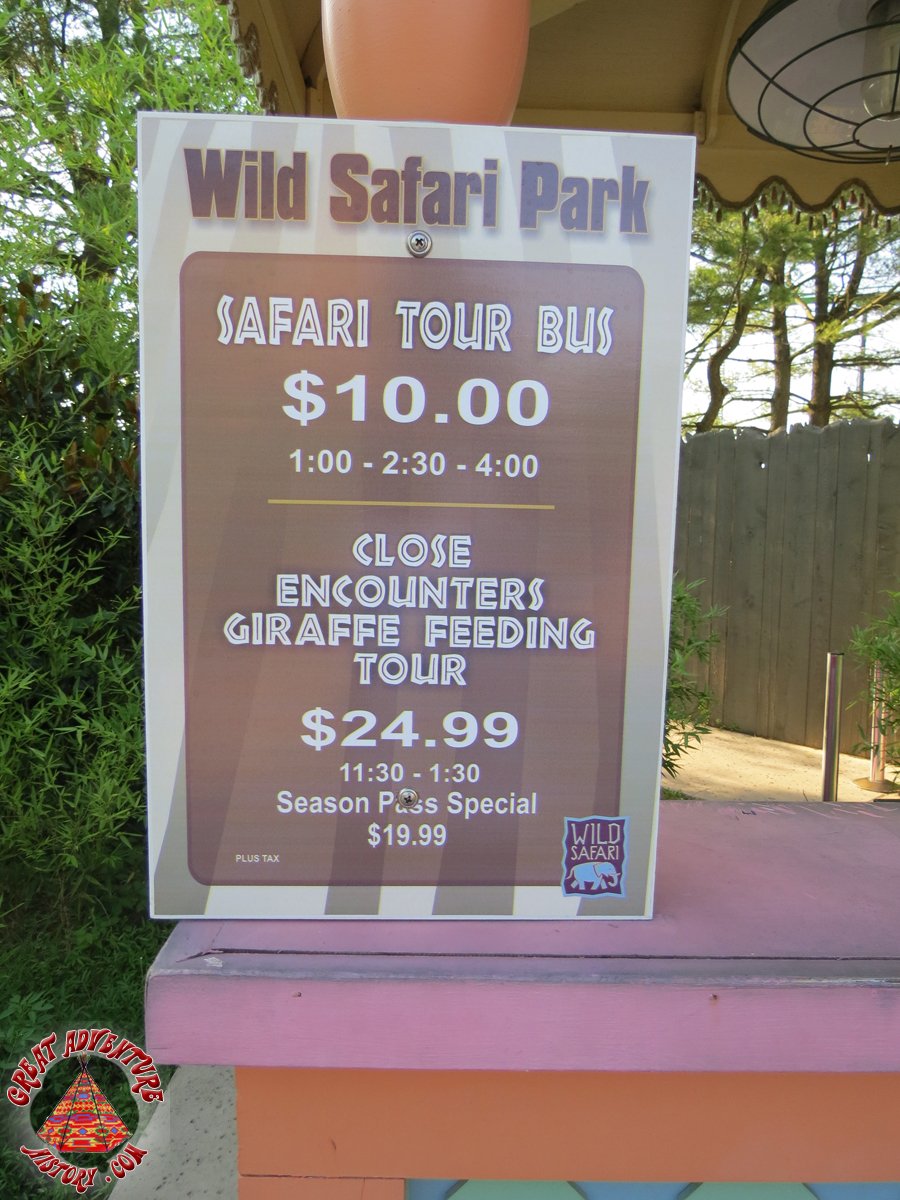 Wild Safari Park
SAFARI TOUR BUS
$10.00
1:00 - 2:30 - 4:00
CLOSE
ENCOUNTERS
GIRAFFE FEEDING
TOUR
$24.99
11:30 - 1:30
Season Pass Special
$19.99
PLUS TAX
WILD
SAFARI
GREAT ADVENTURE
HISTORY.COM